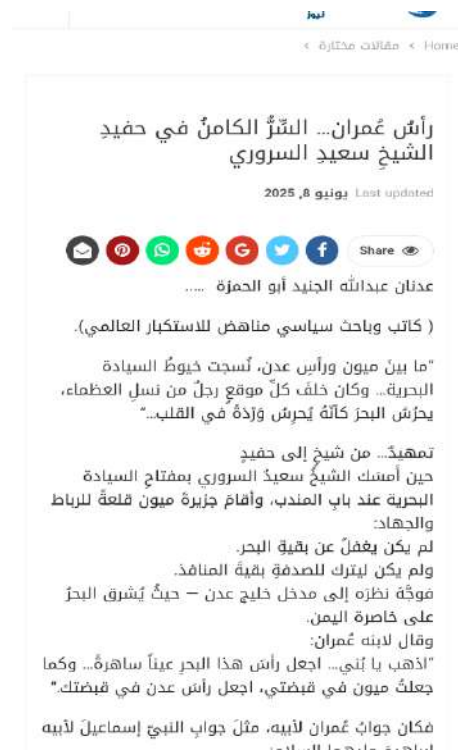 نيوز
Home > مقالات مختارة >
رأسُ عُمران... السِّرُّ الكامنُ في حفيدِ
الشيخِ سعيدِ السروري
Last updated يونيو 8, 2025
Share
عدنان عبدالله الجنيد أبو الحمزة .....
( كاتب وباحث سياسي مناهض للاستكبار العالمي).
"ما بينَ ميون ورأسِ عدن، نُسجت خيوطُ السيادة
البحرية... وكان خلفَ كلِّ موقعٍ رجلٌ من نسلِ العظماء،
يحرُسُ البحرَ كأنّهُ يُحرِسُ وَرْدةً في القلب..."
تمهيدٌ... من شيخٍ إلى حفيدٍ
حين أمسَك الشيخُ سعيدُ السروري بمفتاحِ السيادة
البحرية عند بابِ المندب، وأقامَ جزيرةَ ميون قلعةً للرباط
والجهاد:
لم يكن يغفلُ عن بقيةِ البحر.
ولم يكن ليترك للصدفةِ بقيةَ المنافذ.
فوجّهَ نظرَه إلى مدخل خليج عدن — حيثُ يُشرق البحرُ
على خاصرة اليمن.
وقال لابنه عُمران:
"اذهب يا بُني... اجعل رأسَ هذا البحرِ عيناً ساهرةً... وكما
جعلتُ ميون في قبضتي، اجعل رأسَ عدن في قبضتك."
فكان جوابُ عُمران لأبيه، مثلَ جوابِ النبيّ إسماعيلَ لأبيه